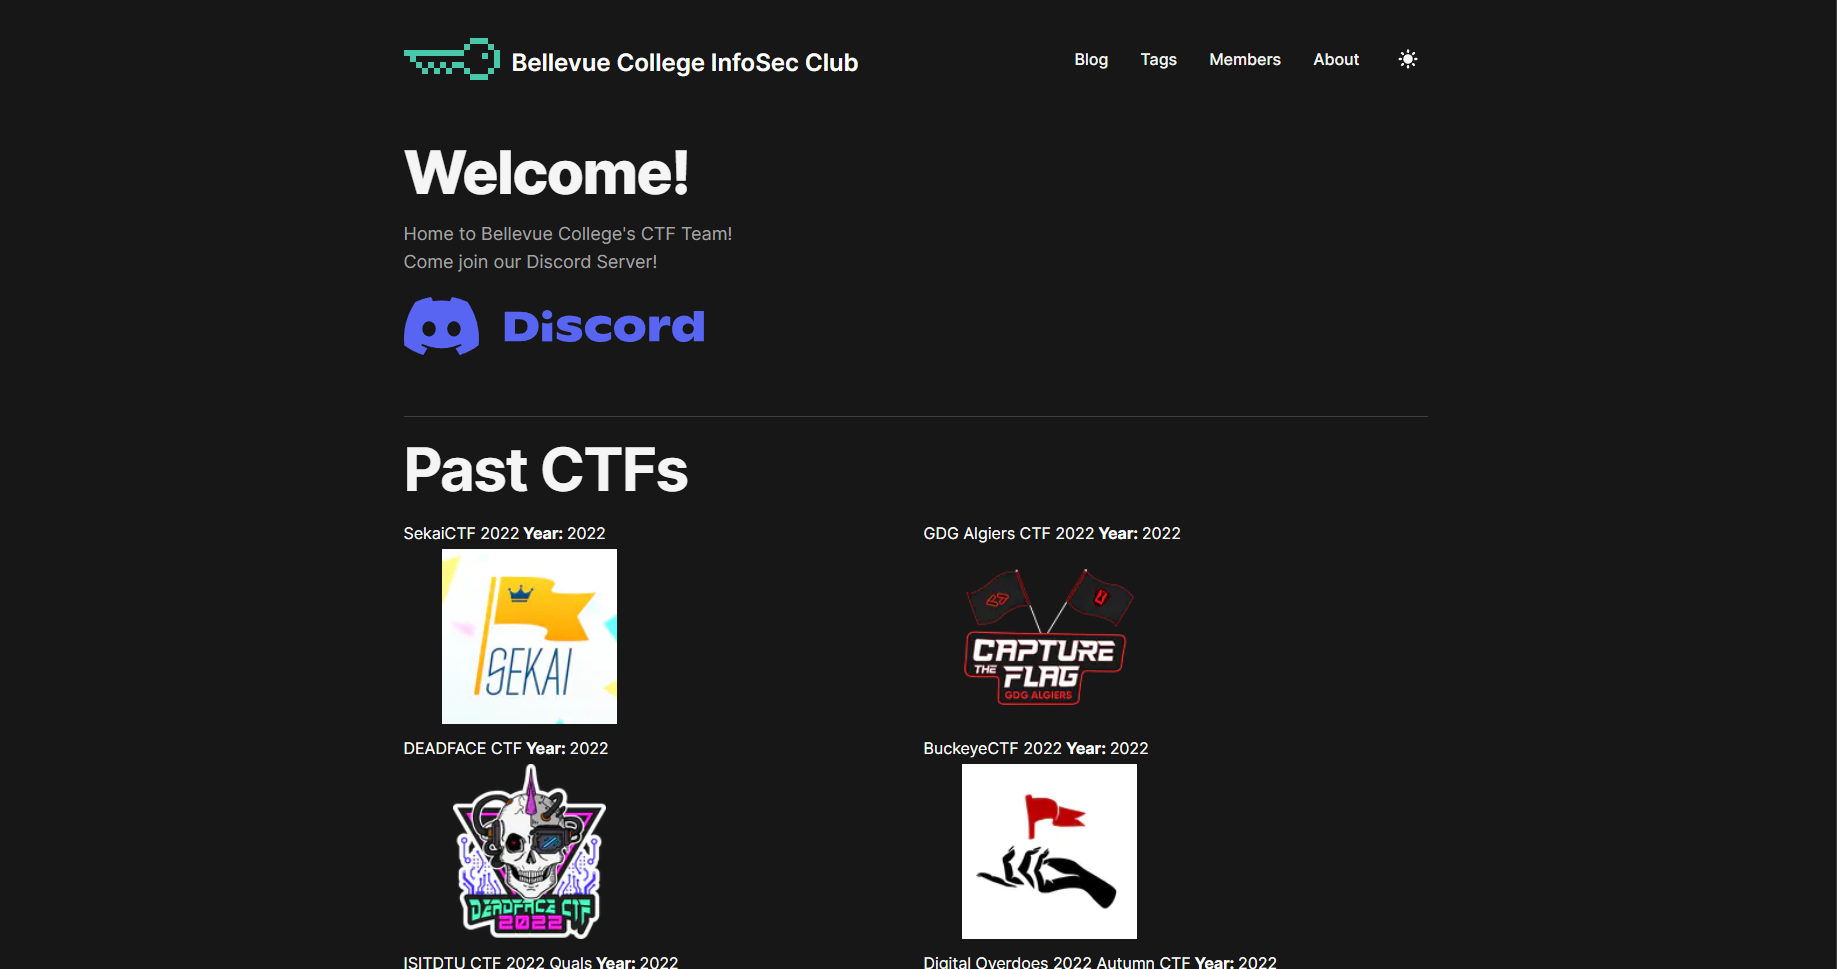 Bellevue College InfoSec Club
Blog Tags Members About
Welcome!
Home to Bellevue College's CTF Team!
Come join our Discord Server!
Discord
Past CTFs
SekaiCTF 2022 Year: 2022
SEKAI
GDG Algiers CTF 2022 Year: 2022
CAPTURE
THE FLAG
GDG ALGIERS
DEADFACE CTF Year: 2022
DEADFACE CTF
2022
BuckeyeCTF 2022 Year: 2022
ISITDTU CTF 2022 Quals Year: 2022
Digital Overdoes 2022 Autumn CTF Year: 2022